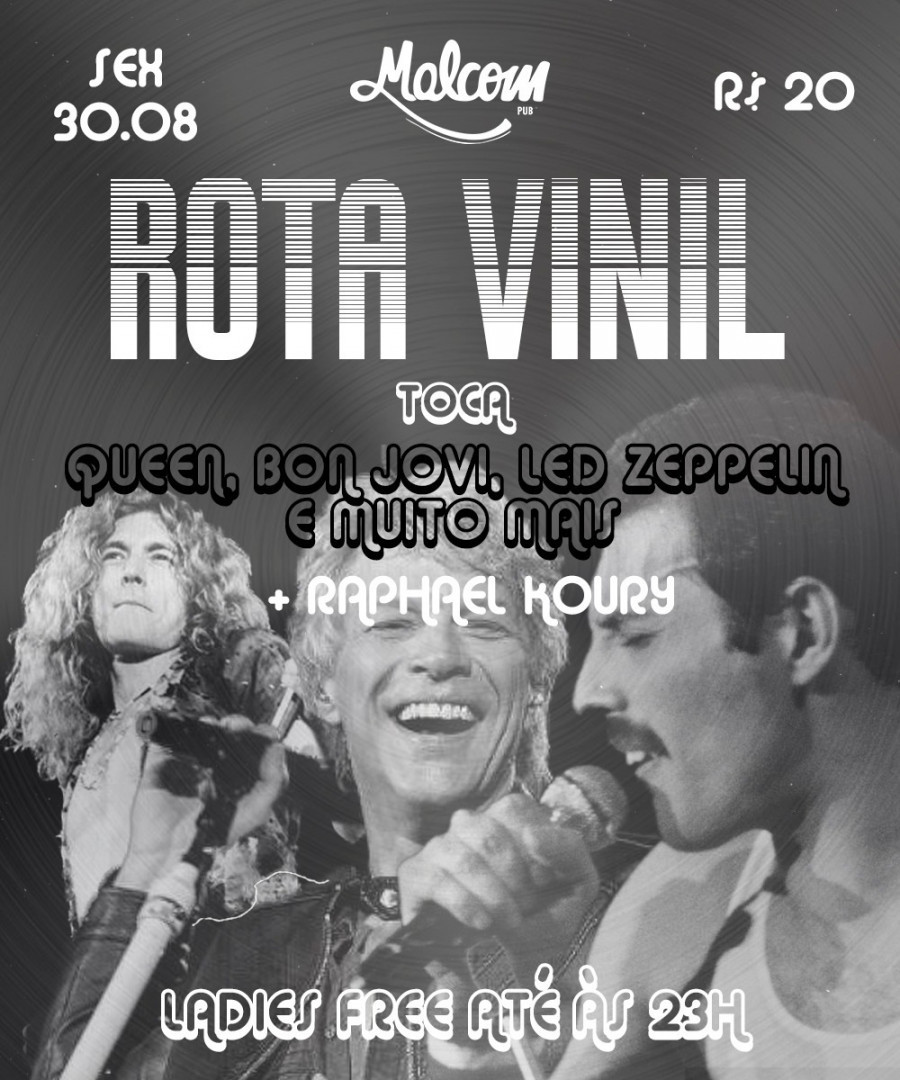 SEX
30.08
Malcom
PUB
R$ 20
ROTA VINIL
TOCA
QUEEN, BON JOVI, LED ZEPPELIN
E MUITO MAIS
+ RAPHAEL KOURY
LADIES FREE ATÉ ÀS 23H